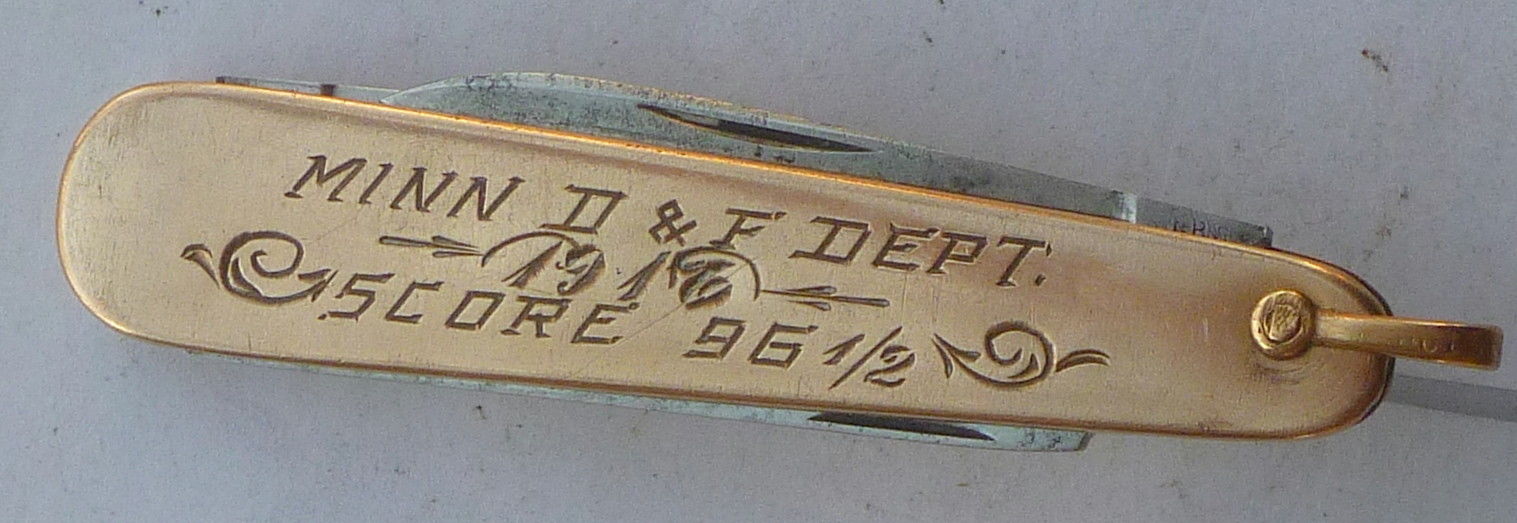 MINN D & F DEPT.
SCORE 96 1/2